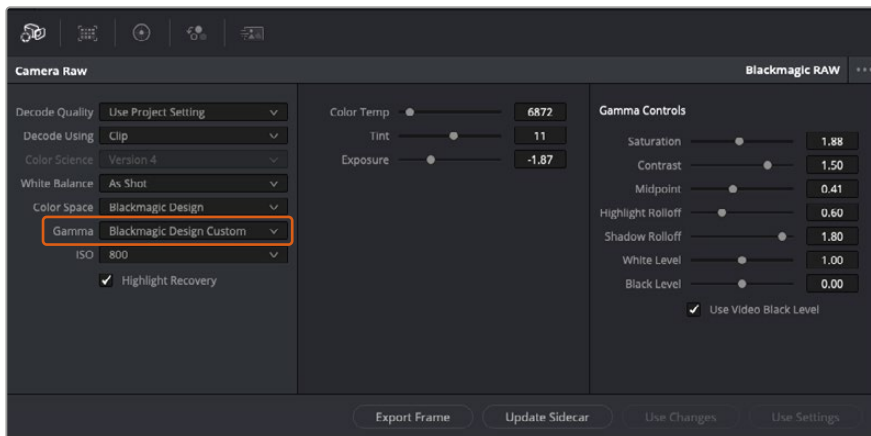 Camera Raw
Blackmagic RAW
Decode Quality Use Project Setting
Decode Using Clip
Color Science Version 4
White Balance As Shot
Color Space Blackmagic Design
Gamma Blackmagic Design Custom
ISO 800
Highlight Recovery
Color Temp 6872
Tint 11
Exposure -1.87
Gamma Controls
Saturation 1.88
Contrast 1.50
Midpoint 0.41
Highlight Rolloff 0.60
Shadow Rolloff 1.80
White Level 1.00
Black Level 0.00
Use Video Black Level
Export Frame
Update Sidecar
Use Changes
Use Settings